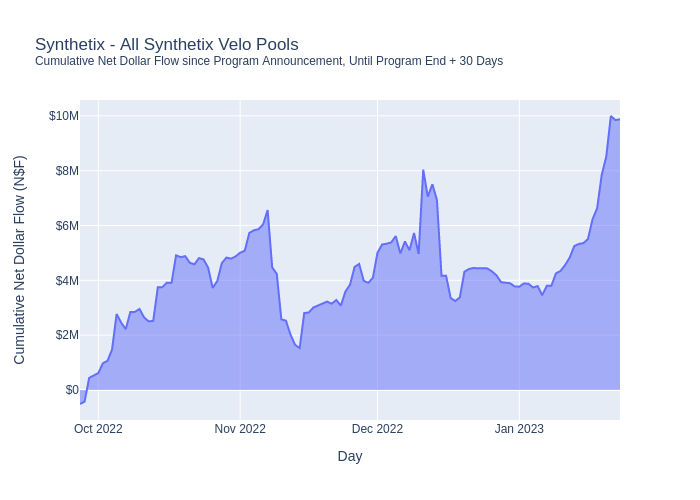 Synthetix - All Synthetix Velo Pools
Cumulative Net Dollar Flow since Program Announcement, Until Program End + 30 Days
Cumulative Net Dollar Flow (N$F)
$10M
$8M
$6M
$4M
$2M
$0
Oct 2022
Nov 2022
Dec 2022
Jan 2023
Day